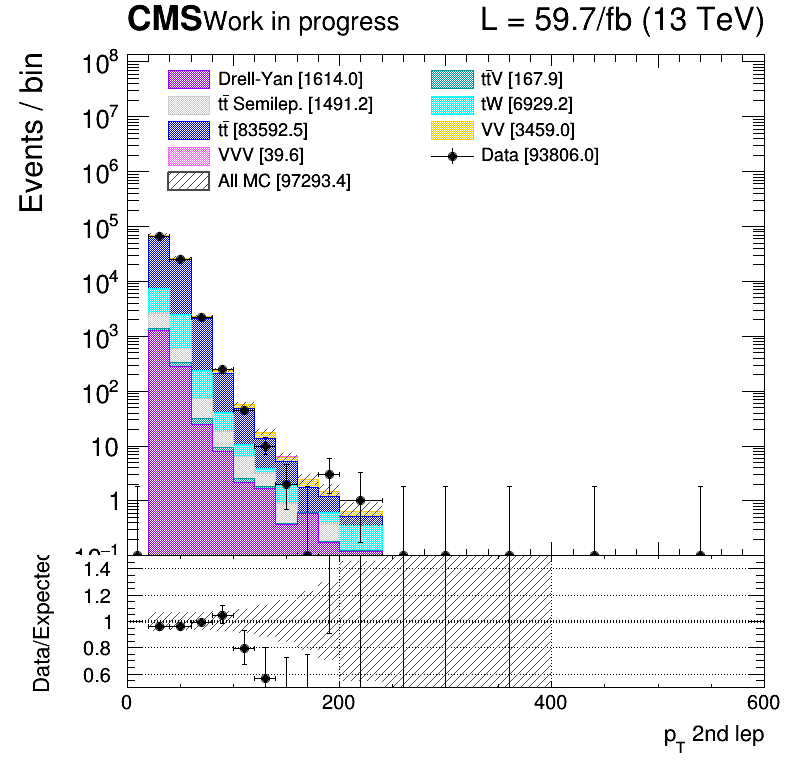 CMS Work in progress L = 59.7/fb (13 TeV)
Events / bin
10⁸
10⁷
10⁶
10⁵
10⁴
10³
10²
10
1
10⁻¹
Drell-Yan [1614.0]
tt̄ Semilep. [1491.2]
tt̄ [83592.5]
VVV [39.6]
All MC [97293.4]
tt̄V [167.9]
tW [6929.2]
VV [3459.0]
Data [93806.0]
Data/Expected
1.4
1.2
1
0.8
0.6
0 200 400 600
p_T 2nd lep